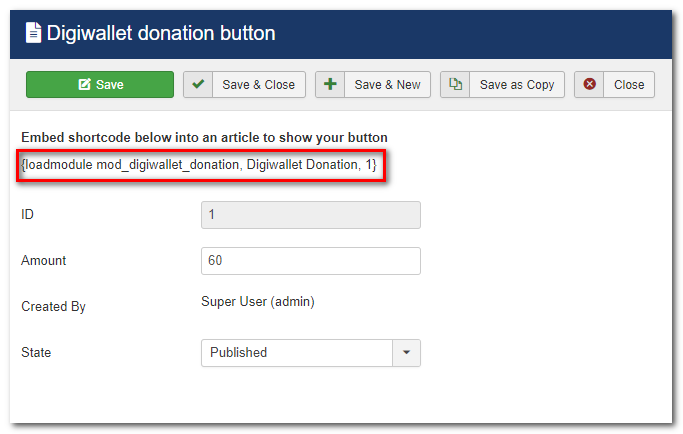 Digiwallet donation button
Save Save & Close Save & New Save as Copy Close
Embed shortcode below into an article to show your button
{loadmodule mod_digiwallet_donation, Digiwallet Donation, 1}
ID 1
Amount 60
Created By Super User (admin)
State Published